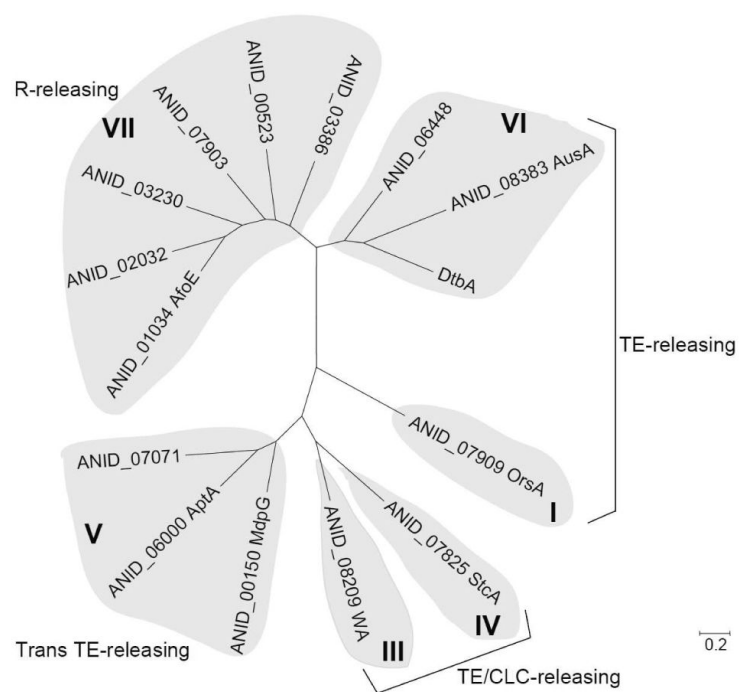 R-releasing
VII
ANID_07903
ANID_00523
ANID_03386
ANID_03230
ANID_02032
ANID_01034 AfoE
VI
ANID_06448
ANID_08383 AusA
DtbA
TE-releasing
ANID_07909 OrsA
I
ANID_07071
V
ANID_06000 AptA
ANID_00150 MdpG
Trans TE-releasing
ANID_08209 WA
III
ANID_07825 StcA
IV
TE/CLC-releasing
0.2